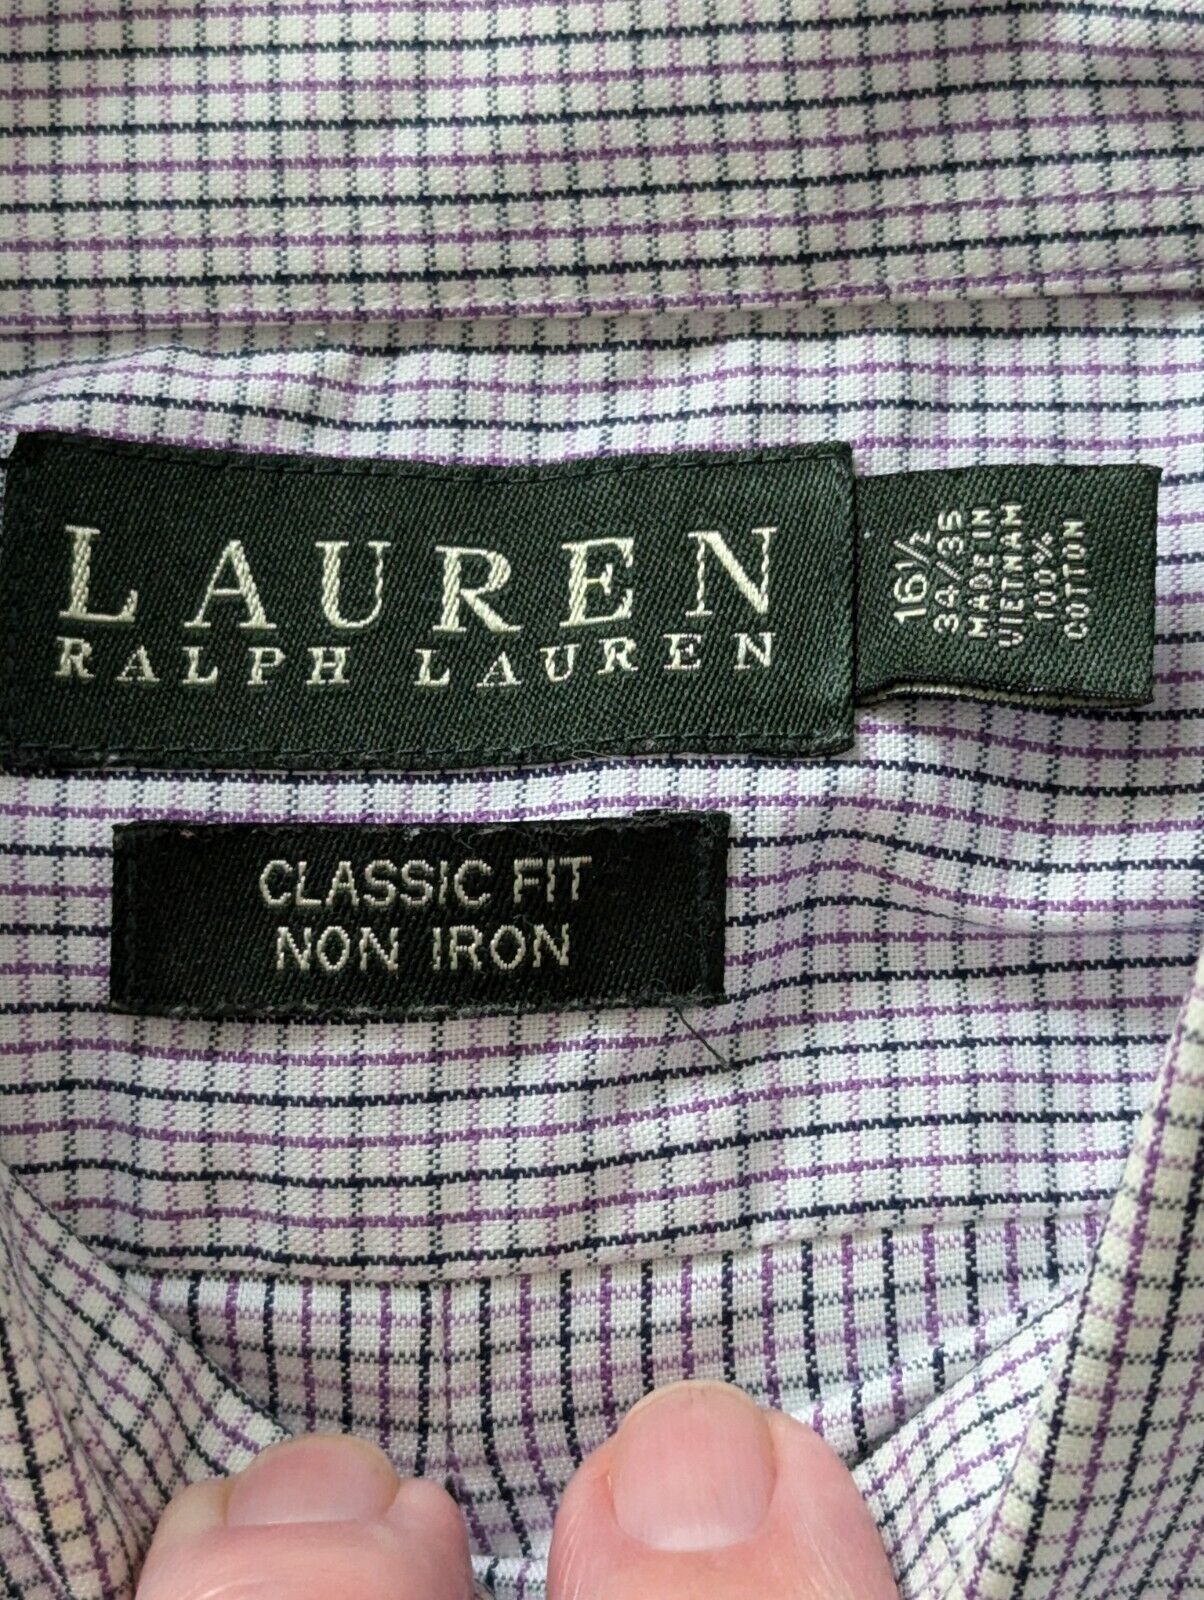 LAUREN
RALPH LAUREN
16½
34/35
MADE IN
VIETNAM
100%
COTTON
CLASSIC FIT
NON IRON